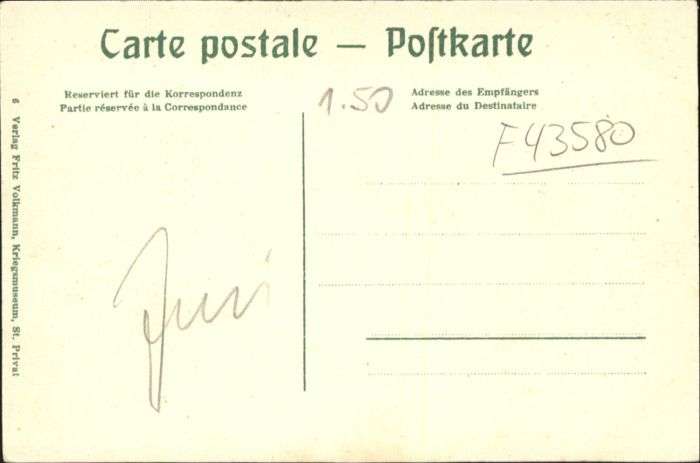 Carte postale — Postkarte
Reserviert für die Korrespondenz
Partie réservée à la Correspondance
1.50
Adresse des Empfängers
Adresse du Destinataire
F43580
6 Verlag Fritz Volkmann, Kriegsmuseum, St. Privat